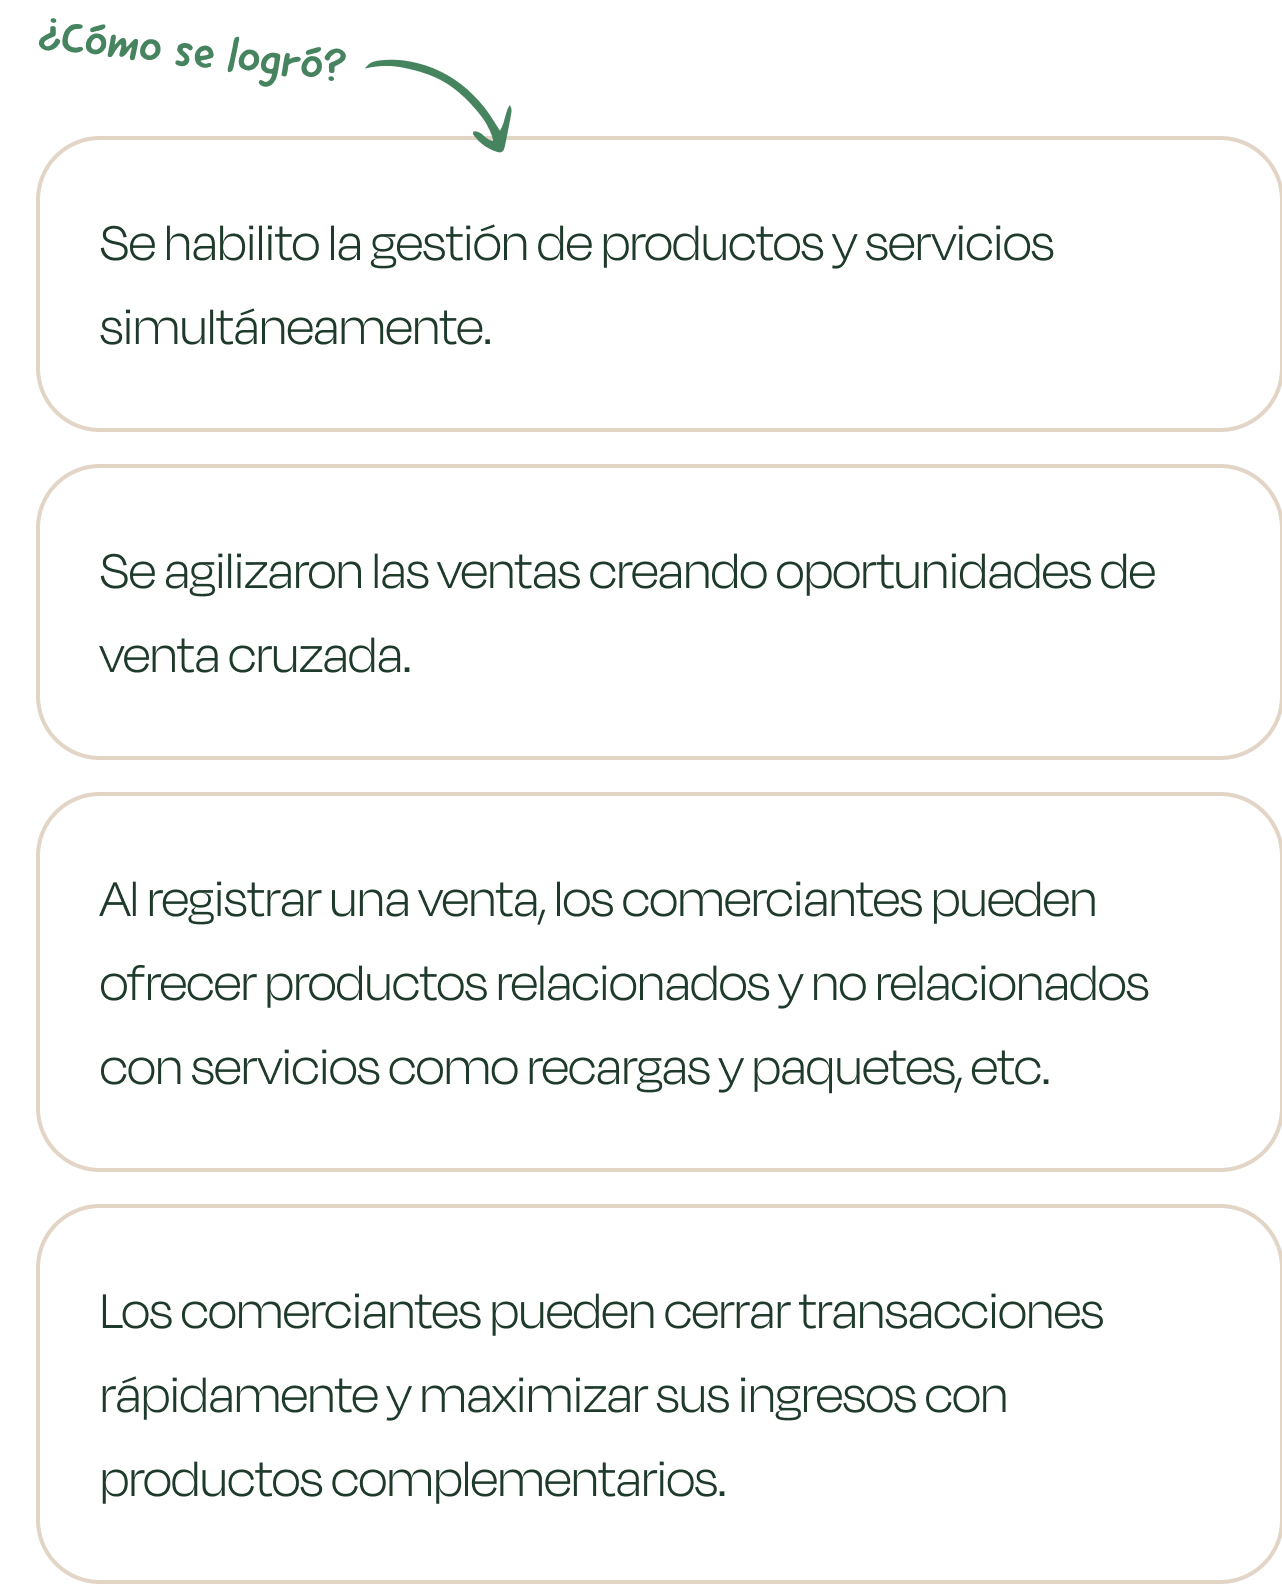 ¿Cómo se logró?
Se habilito la gestión de productos y servicios
simultáneamente.
Se agilizaron las ventas creando oportunidades de
venta cruzada.
Al registrar una venta, los comerciantes pueden
ofrecer productos relacionados y no relacionados
con servicios como recargas y paquetes, etc.
Los comerciantes pueden cerrar transacciones
rápidamente y maximizar sus ingresos con
productos complementarios.